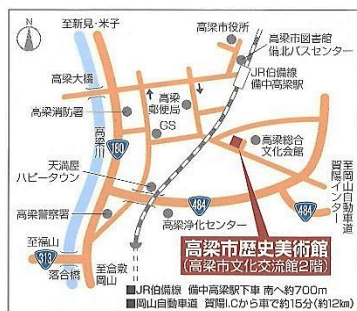 至新見・米子
N
高梁市役所
高梁市図書館
備北バスセンター
高梁大橋
JR伯備線
備中高梁駅
高梁消防署
高梁
郵便局
GS
高梁川
180
高梁総合
文化会館
天満屋
ハピータウン
至岡山自動車道
賀陽インター
484
484
高梁警察署
高梁浄化センター
至福山
313
落合橋
至倉敷
岡山
高梁市歴史美術館
(高梁市文化交流館2階)
■JR伯備線 備中高梁駅下車 南へ約700m
■岡山自動車道 賀陽I.Cから車で約15分(約12km)